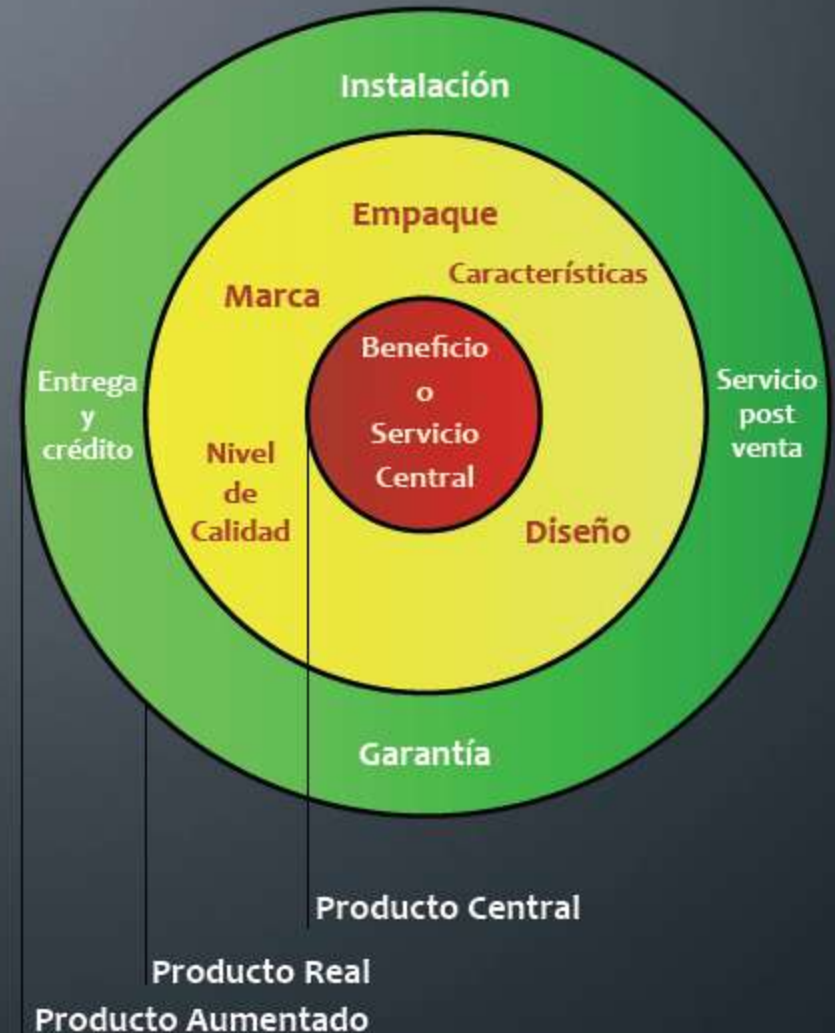 Instalación
Empaque
Características
Marca
Beneficio
o
Servicio
Central
Entrega
y
crédito
Servicio
post
venta
Nivel
de
Calidad
Diseño
Garantía
Producto Central
Producto Real
Producto Aumentado